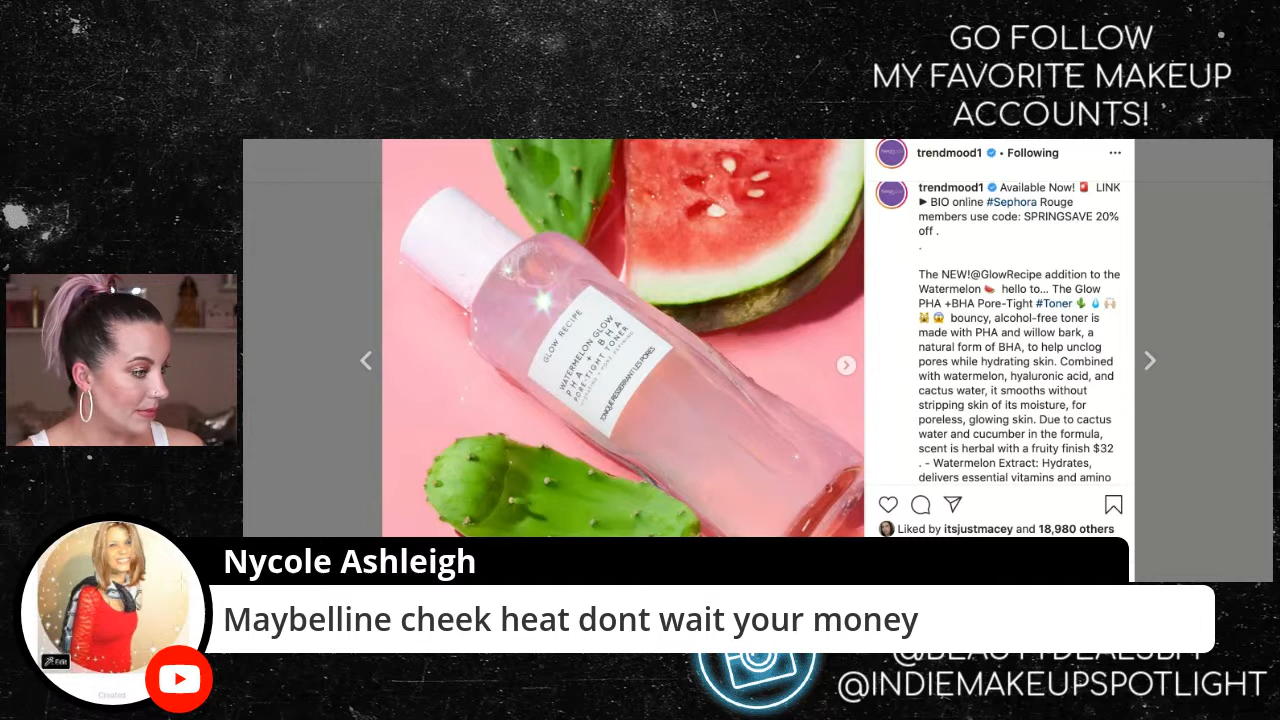 GO FOLLOW
MY FAVORITE MAKEUP
ACCOUNTS!
trendmood1 • Following
trendmood1 Available Now! LINK
► BIO online #Sephora Rouge
members use code: SPRINGSAVE 20%
off .
.
The NEW!@GlowRecipe addition to the
Watermelon hello to... The Glow
PHA +BHA Pore-Tight #Toner
bouncy, alcohol-free toner is
made with PHA and willow bark, a
natural form of BHA, to help unclog
pores while hydrating skin. Combined
with watermelon, hyaluronic acid, and
cactus water, it smooths without
stripping skin of its moisture, for
poreless, glowing skin. Due to cactus
water and cucumber in the formula,
scent is herbal with a fruity finish $32
. - Watermelon Extract: Hydrates,
delivers essential vitamins and amino
Liked by itsjustmacey and 18,980 others
GLOW RECIPE
WATERMELON GLOW
PHA + BHA
PORE-TIGHT TONER
TONIQUE RESSERRANT LES PORES
Nycole Ashleigh
Maybelline cheek heat dont wait your money
Edit
Created
@INDIEMAKEUPSPOTLIGHT